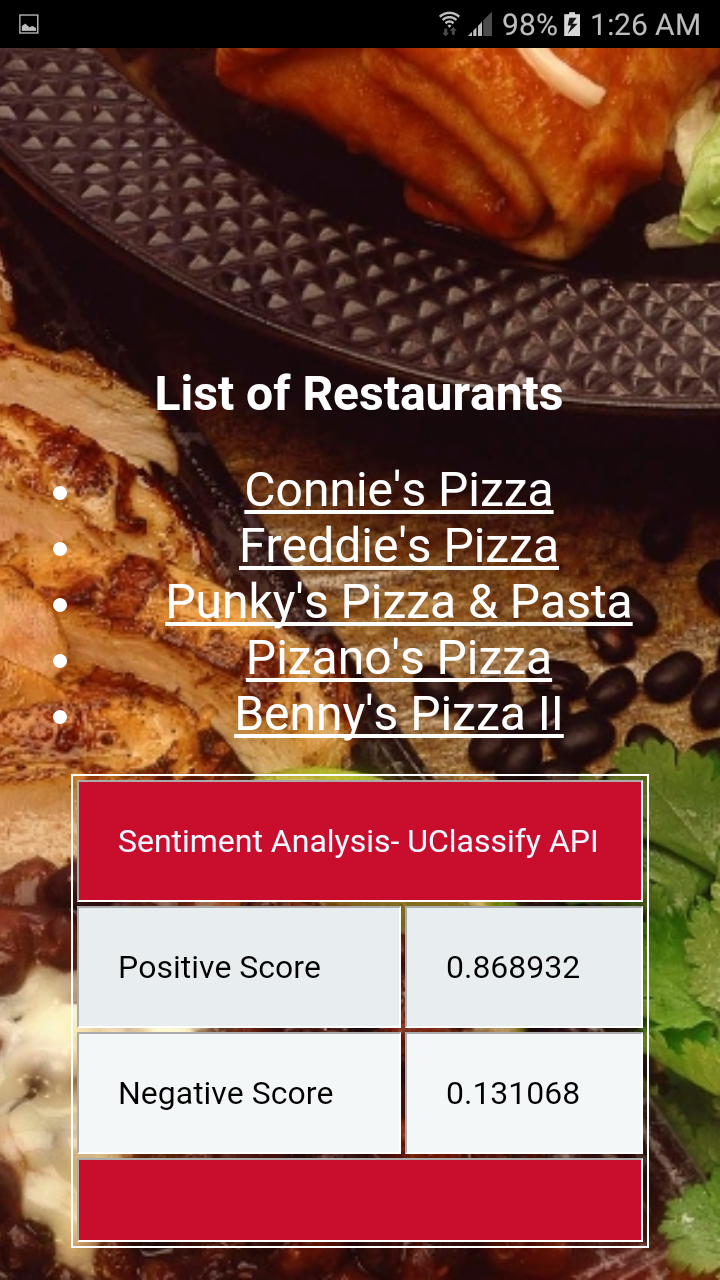 98% 1:26 AM
List of Restaurants
Connie's Pizza
Freddie's Pizza
Punky's Pizza & Pasta
Pizano's Pizza
Benny's Pizza II
Sentiment Analysis- UClassify API
Positive Score 0.868932
Negative Score 0.131068